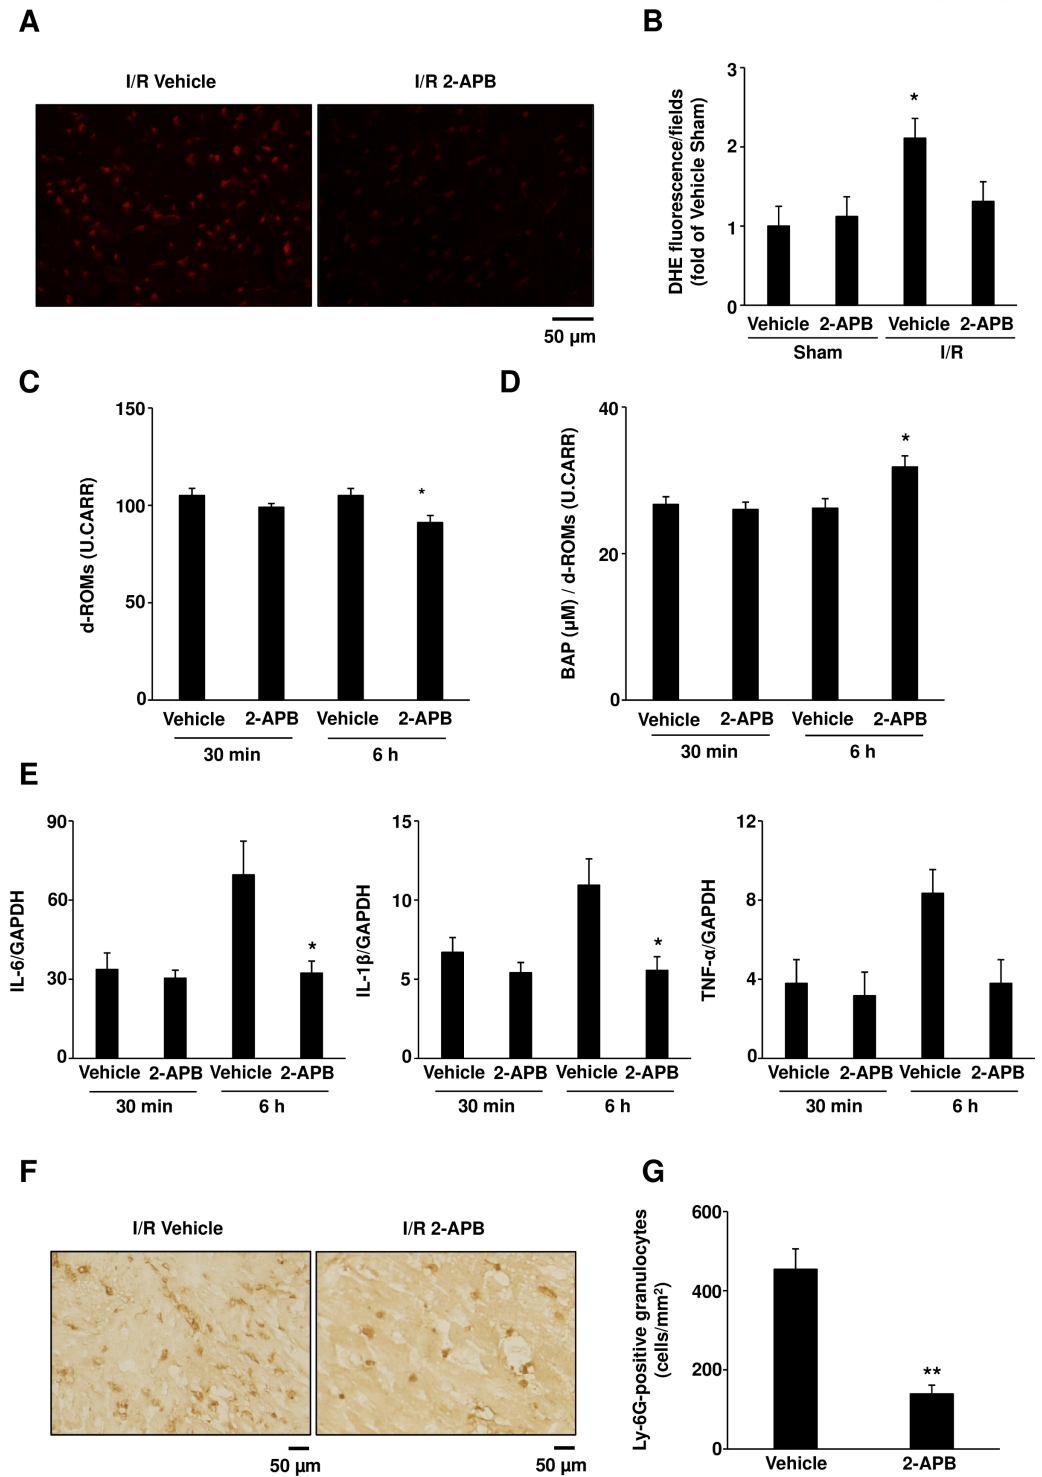 A
B
I/R Vehicle
I/R 2-APB
50 µm
DHE fluorescence/fields
(fold of Vehicle Sham)
3
2
1
0
*
Vehicle 2-APB Vehicle 2-APB
Sham I/R
C
D
d-ROMs (U.CARR)
150
100
50
0
*
Vehicle 2-APB Vehicle 2-APB
30 min 6 h
BAP (µM) / d-ROMs (U.CARR)
40
20
0
*
Vehicle 2-APB Vehicle 2-APB
30 min 6 h
E
IL-6/GAPDH
90
60
30
0
*
Vehicle 2-APB Vehicle 2-APB
30 min 6 h
IL-1β/GAPDH
15
10
5
0
*
Vehicle 2-APB Vehicle 2-APB
30 min 6 h
TNF-α/GAPDH
12
8
4
0
Vehicle 2-APB Vehicle 2-APB
30 min 6 h
F
G
I/R Vehicle
I/R 2-APB
50 µm
50 µm
Ly-6G-positive granulocytes
(cells/mm²)
600
400
200
0
**
Vehicle 2-APB